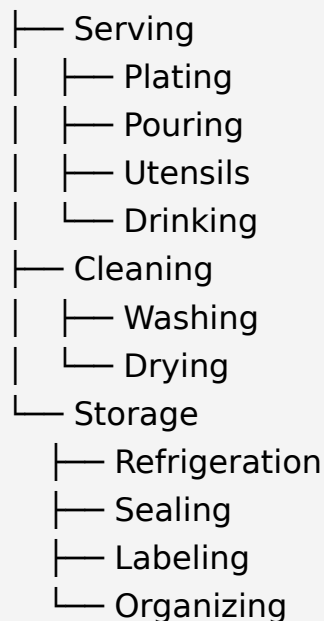 ├── Serving
│   ├── Plating
│   ├── Pouring
│   ├── Utensils
│   └── Drinking
├── Cleaning
│   ├── Washing
│   └── Drying
└── Storage
    ├── Refrigeration
    ├── Sealing
    ├── Labeling
    └── Organizing